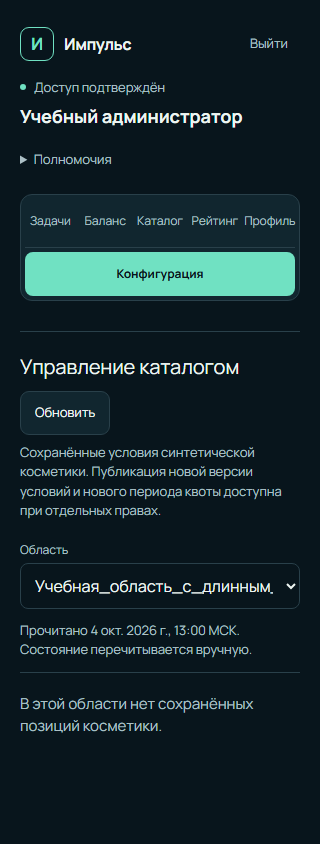 И Импульс Выйти
Доступ подтверждён
Учебный администратор
Полномочия
Задачи Баланс Каталог Рейтинг Профиль
Конфигурация
Управление каталогом
Обновить
Сохранённые условия синтетической
косметики. Публикация новой версии
условий и нового периода квоты доступна
при отдельных правах.
Область
Учебная_область_с_длинным_
Прочитано 4 окт. 2026 г., 13:00 МСК.
Состояние перечитывается вручную.
В этой области нет сохранённых
позиций косметики.